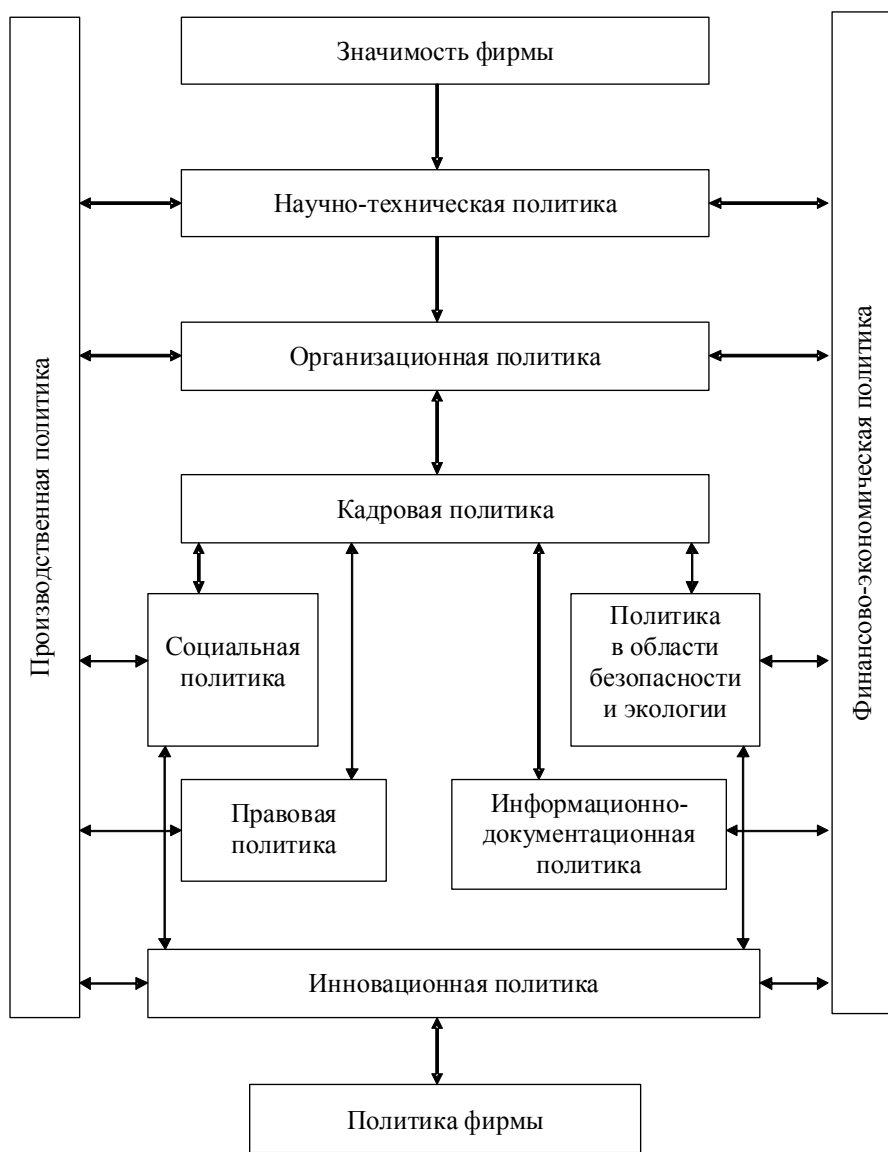 Значимость фирмы
Научно-техническая политика
Организационная политика
Производственная политика
Финансово-экономическая политика
Кадровая политика
Социальная
политика
Политика
в области
безопасности
и экологии
Правовая
политика
Информационно-
документационная
политика
Инновационная политика
Политика фирмы